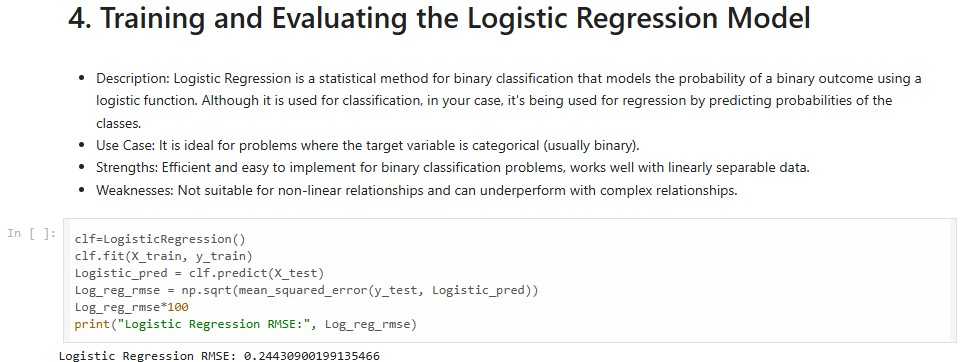 4. Training and Evaluating the Logistic Regression Model
• Description: Logistic Regression is a statistical method for binary classification that models the probability of a binary outcome using a
logistic function. Although it is used for classification, in your case, it's being used for regression by predicting probabilities of the
classes.
• Use Case: It is ideal for problems where the target variable is categorical (usually binary).
• Strengths: Efficient and easy to implement for binary classification problems, works well with linearly separable data.
• Weaknesses: Not suitable for non-linear relationships and can underperform with complex relationships.
In [ ]:
clf=LogisticRegression()
clf.fit(X_train, y_train)
Logistic_pred = clf.predict(X_test)
Log_reg_rmse = np.sqrt(mean_squared_error(y_test, Logistic_pred))
Log_reg_rmse*100
print("Logistic Regression RMSE:", Log_reg_rmse)
Logistic Regression RMSE: 0.24430900199135466